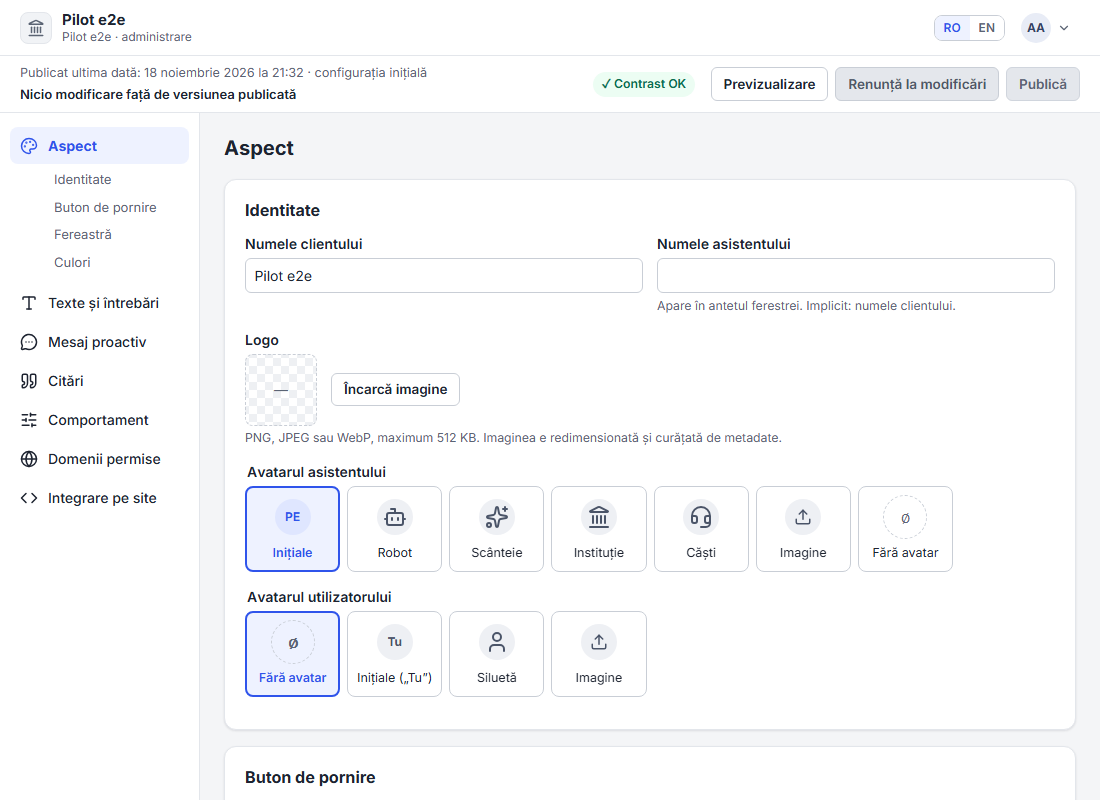 Pilot e2e
Pilot e2e · administrare
RO EN AA
Publicat ultima dată: 18 noiembrie 2026 la 21:32 · configurația inițială
Nicio modificare față de versiunea publicată
✓ Contrast OK
Previzualizare
Renunță la modificări
Publică
Aspect
Identitate
Buton de pornire
Fereastră
Culori
Texte și întrebări
Mesaj proactiv
Citări
Comportament
Domenii permise
Integrare pe site
Aspect
Identitate
Numele clientului
Pilot e2e
Numele asistentului
Apare în antetul ferestrei. Implicit: numele clientului.
Logo
—
Încarcă imagine
PNG, JPEG sau WebP, maximum 512 KB. Imaginea e redimensionată și curățată de metadate.
Avatarul asistentului
PE
Inițiale
Robot
Scânteie
Instituție
Căști
Imagine
ø
Fără avatar
Avatarul utilizatorului
ø
Fără avatar
Tu
Inițiale („Tu”)
Siluetă
Imagine
Buton de pornire